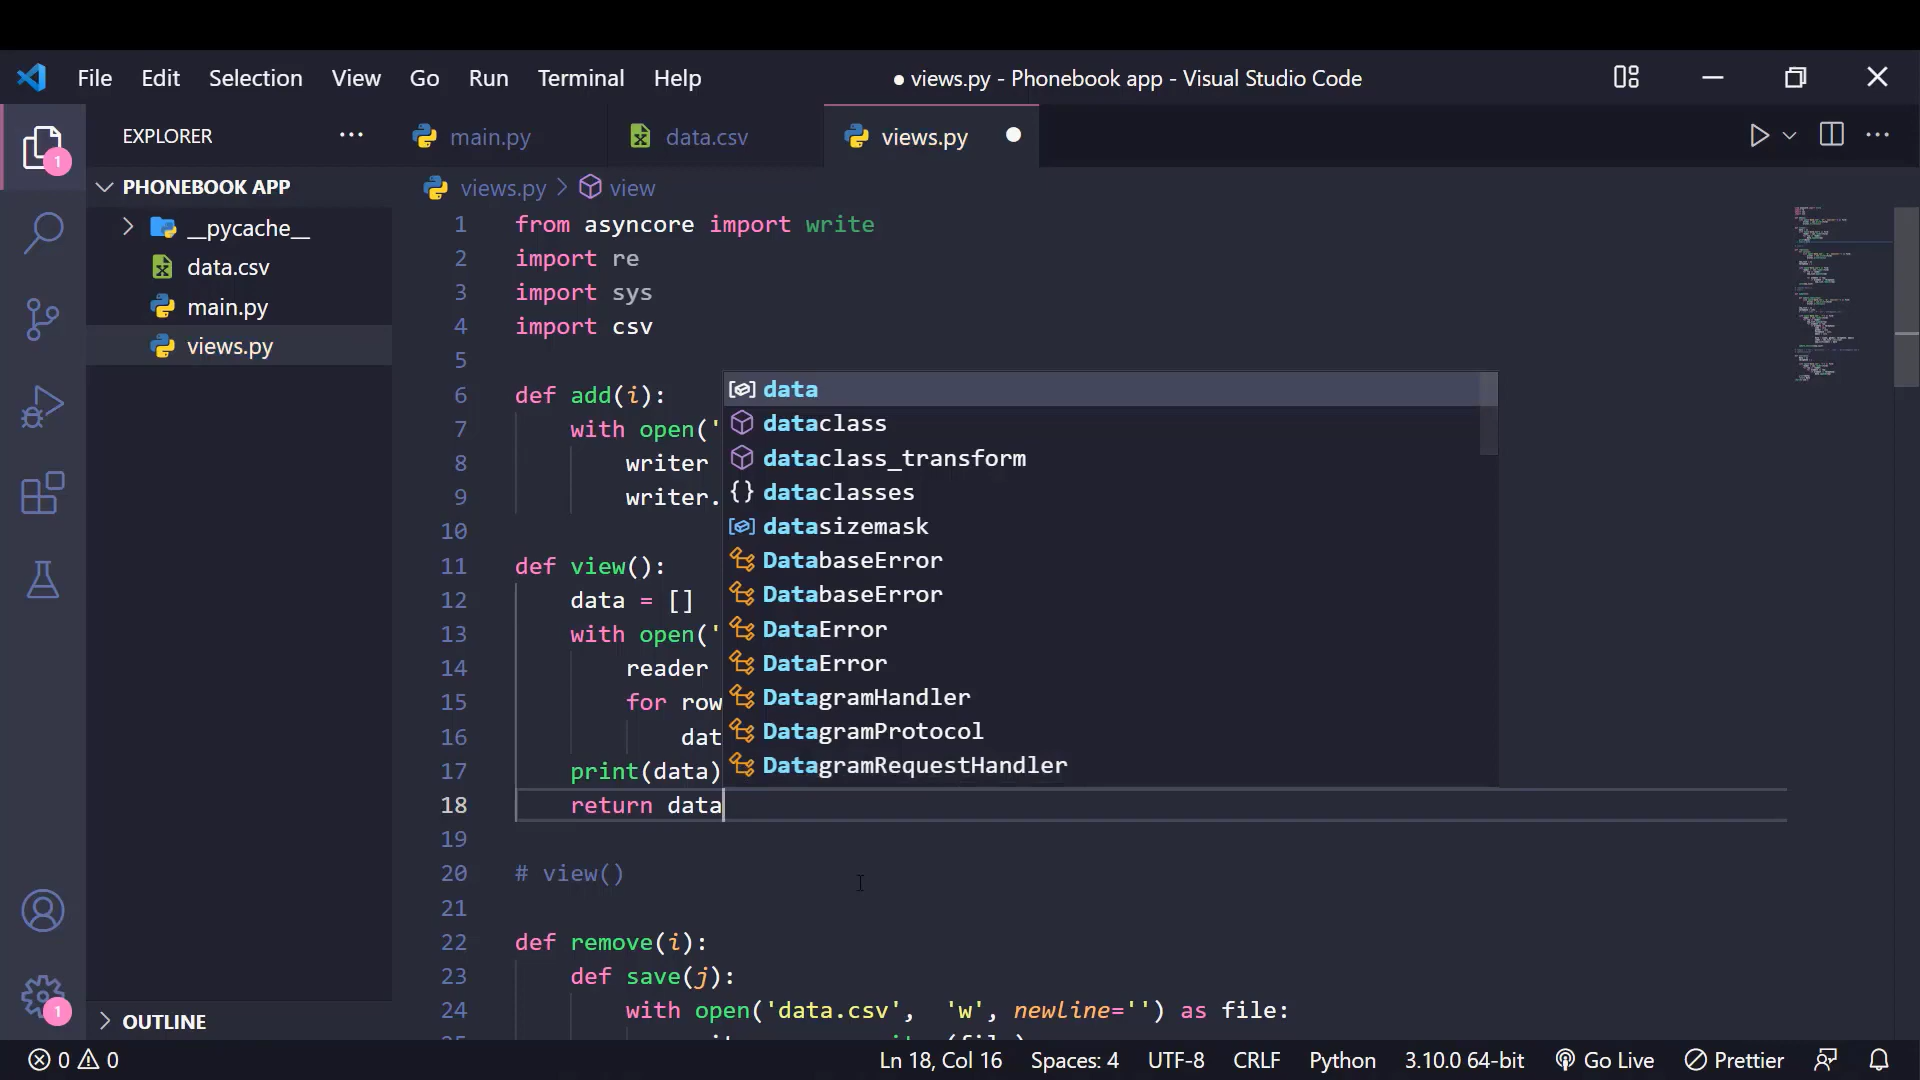 File Edit Selection View Go Run Terminal Help
● views.py - Phonebook app - Visual Studio Code
EXPLORER
main.py
data.csv
views.py
PHONEBOOK APP
__pycache__
data.csv
main.py
views.py
OUTLINE
1
1
views.py > view
1 from asyncore import write
2 import re
3 import sys
4 import csv
5
6 def add(i):
7 with open('
8 writer
9 writer.
10
11 def view():
12 data = []
13 with open('
14 reader
15 for row
16 dat
17 print(data)
18 return data
19
20 # view()
21
22 def remove(i):
23 def save(j):
24 with open('data.csv', 'w', newline='') as file:
data
dataclass
dataclass_transform
dataclasses
datasizemask
DatabaseError
DatabaseError
DataError
DataError
DatagramHandler
DatagramProtocol
DatagramRequestHandler
0 0
Ln 18, Col 16 Spaces: 4 UTF-8 CRLF Python 3.10.0 64-bit Go Live Prettier